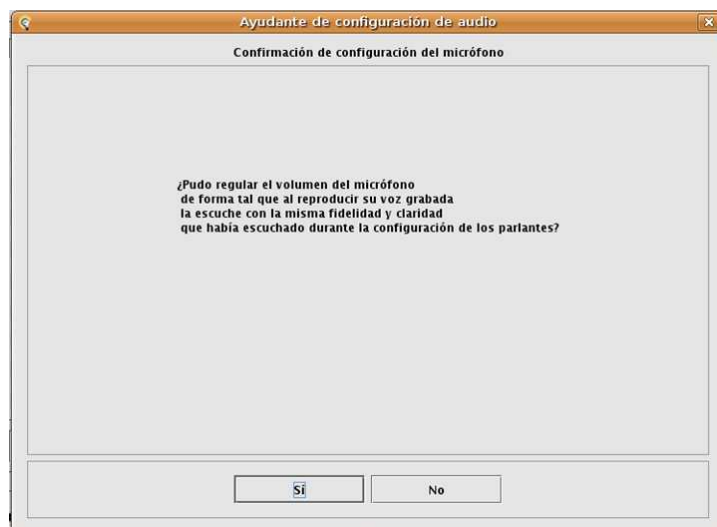 Ayudante de configuración de audio
Confirmación de configuración del micrófono
¿Pudo regular el volumen del micrófono
de forma tal que al reproducir su voz grabada
la escuche con la misma fidelidad y claridad
que había escuchado durante la configuración de los parlantes?
Sí
No